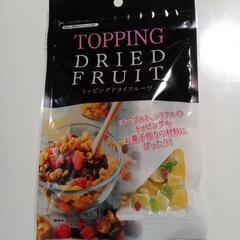 TOPPING
DRIED
FRUIT
トッピングドライフルーツ
ヨーグルト、シリアルの
トッピングや
お菓子作りの材料に
ぴったり!